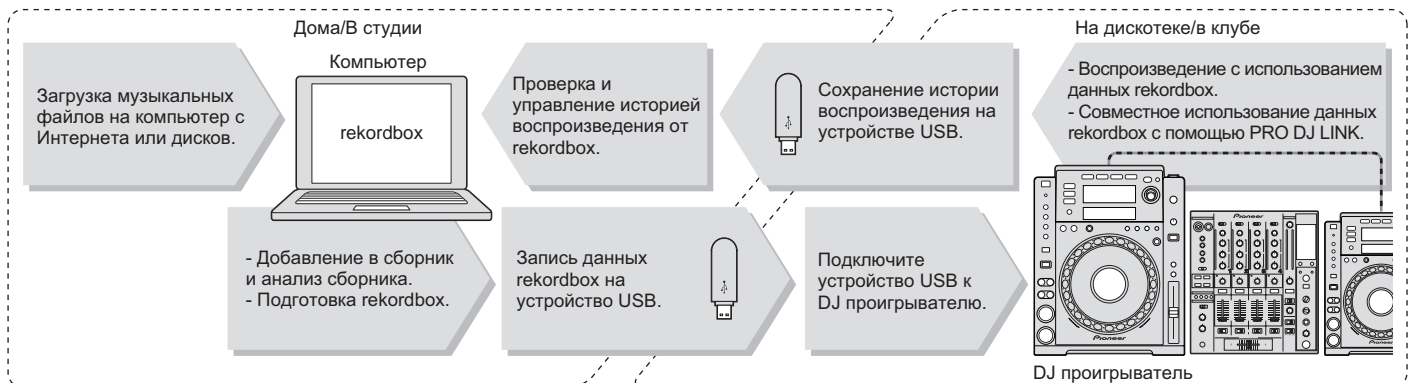 Дома/В студии
На дискотеке/в клубе
Загрузка музыкальных
файлов на компьютер с
Интернета или дисков.
Компьютер
rekordbox
Проверка и
управление историей
воспроизведения от
rekordbox.
Сохранение истории
воспроизведения на
устройстве USB.
- Воспроизведение с использованием
данных rekordbox.
- Совместное использование данных
rekordbox с помощью PRO DJ LINK.
- Добавление в сборник
и анализ сборника.
- Подготовка rekordbox.
Запись данных
rekordbox на
устройство USB.
Подключите
устройство USB к
DJ проигрывателю.
Pioneer
Pioneer
Pioneer
DJ проигрыватель